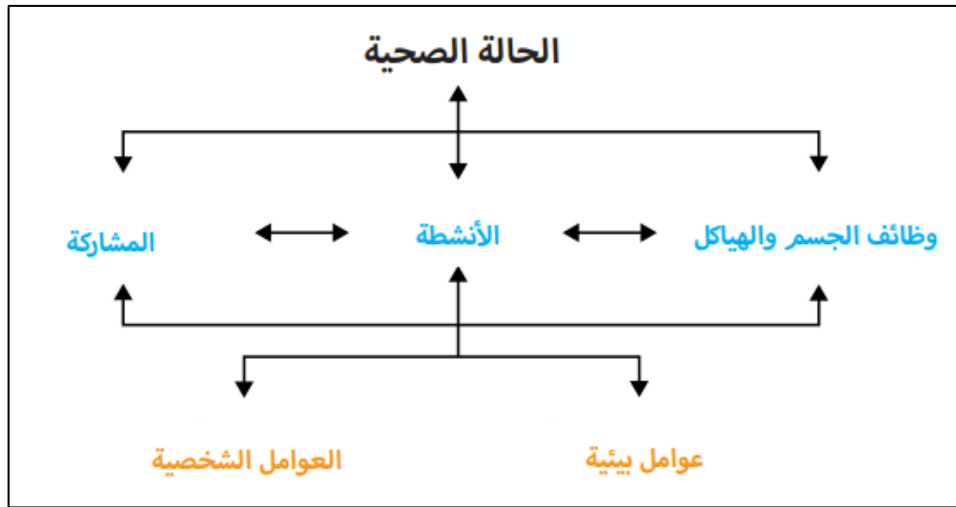 الحالة الصحية
وظائف الجسم والهياكل
الأنشطة
المشاركة
عوامل بيئية
العوامل الشخصية